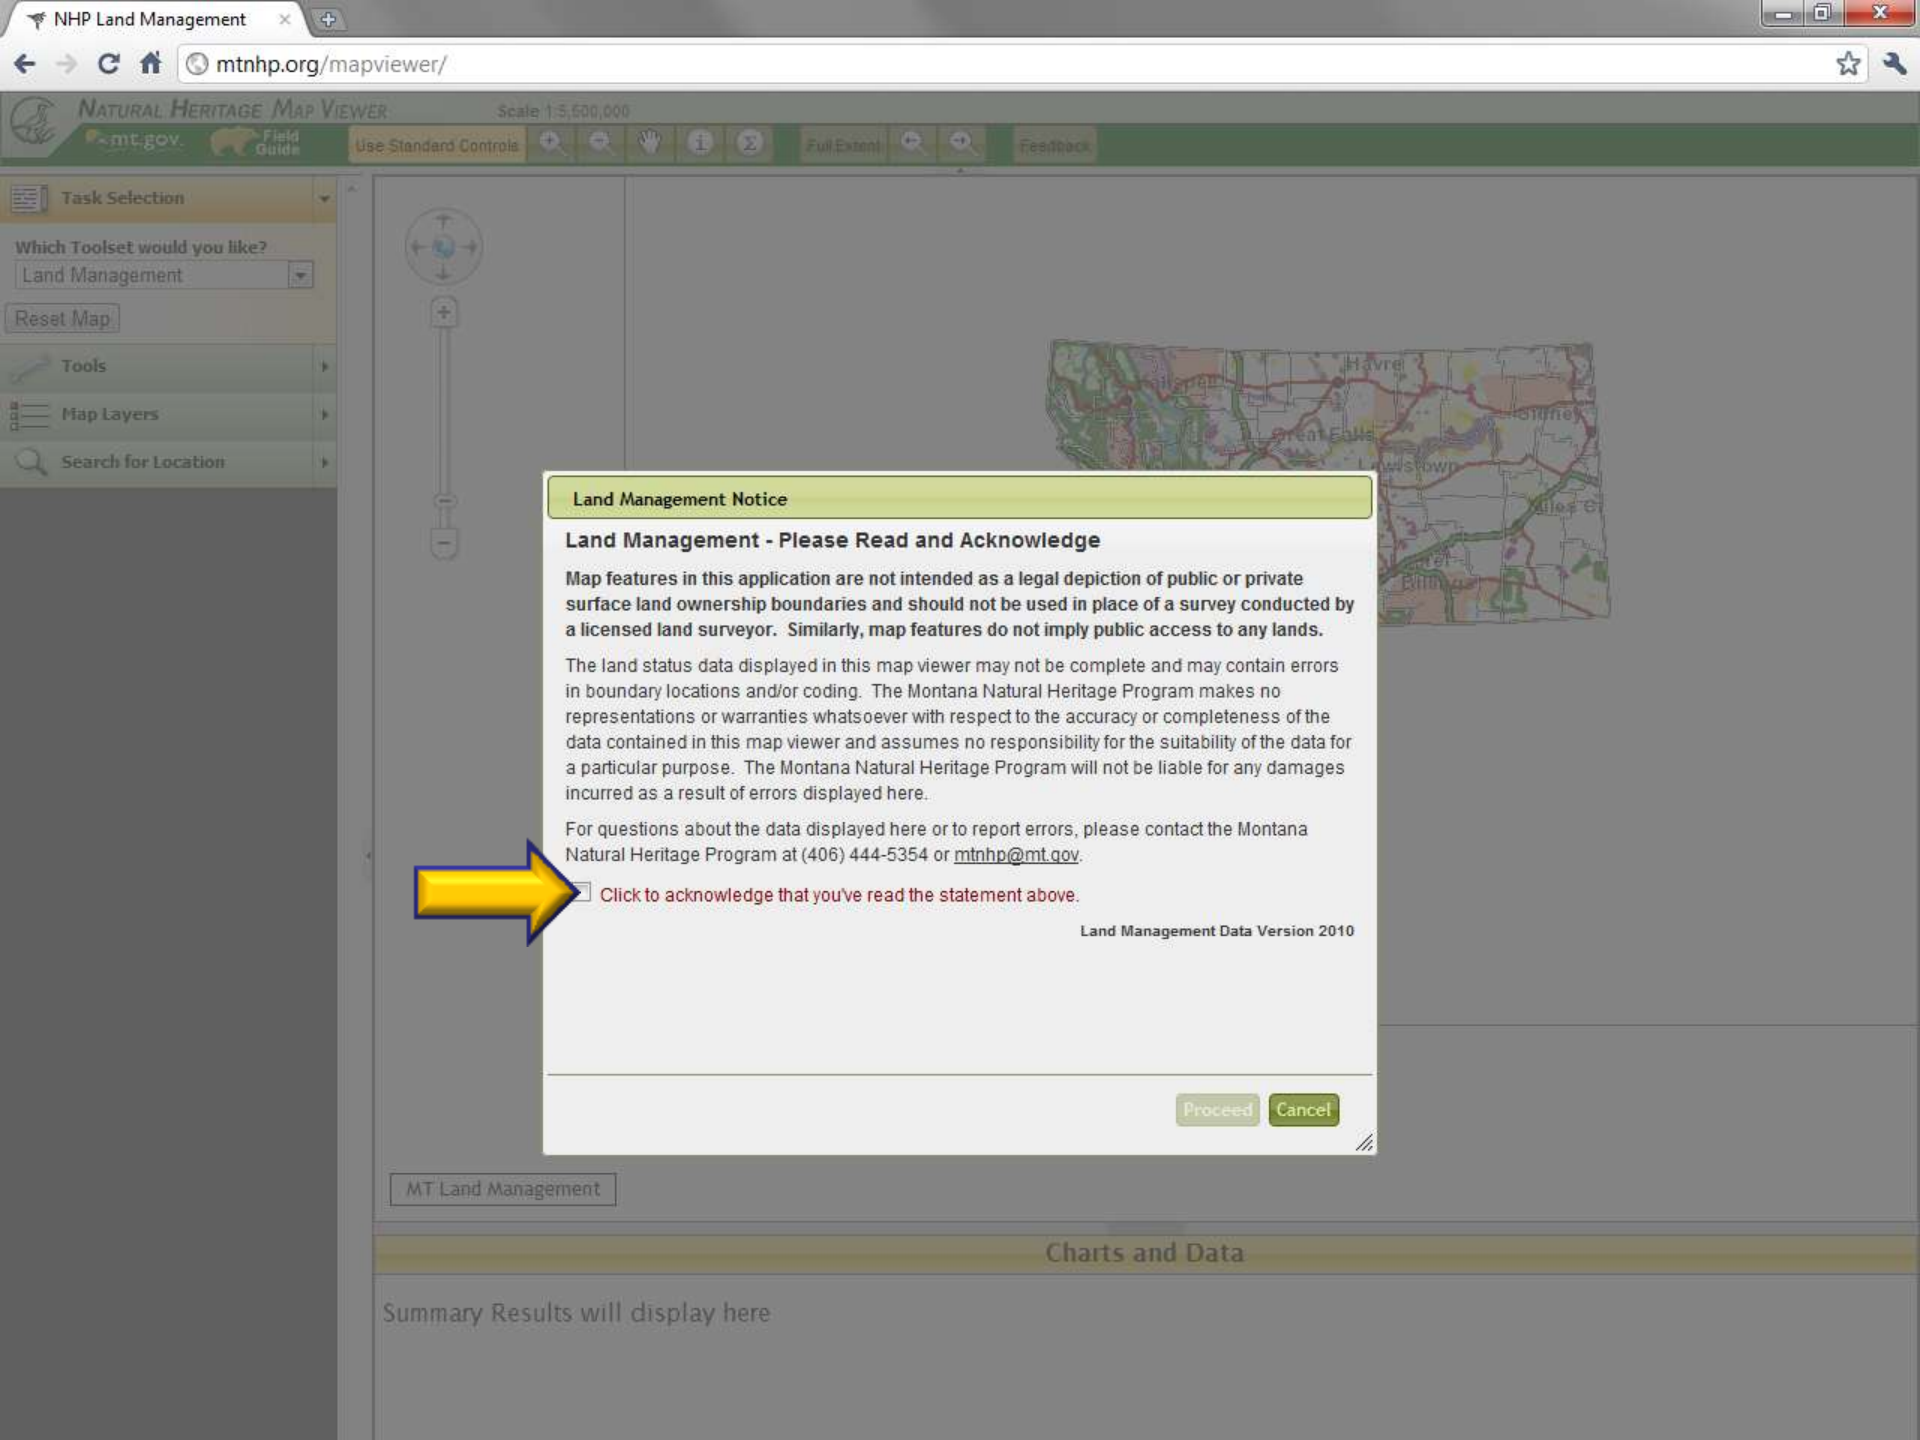 NHP Land Management
mtnhp.org/mapviewer/
NATURAL HERITAGE MAP VIEWER
Scale 1:5,500,000
mt.gov
Field Guide
Use Standard Controls
Full Extent
Feedback
Task Selection
Which Toolset would you like?
Land Management
Reset Map
Tools
Map Layers
Search for Location
Havre
Kalispell
Sidney
Great Falls
Lewistown
Miles Ci
Billings
Land Management Notice
Land Management - Please Read and Acknowledge
Map features in this application are not intended as a legal depiction of public or private
surface land ownership boundaries and should not be used in place of a survey conducted by
a licensed land surveyor. Similarly, map features do not imply public access to any lands.
The land status data displayed in this map viewer may not be complete and may contain errors
in boundary locations and/or coding. The Montana Natural Heritage Program makes no
representations or warranties whatsoever with respect to the accuracy or completeness of the
data contained in this map viewer and assumes no responsibility for the suitability of the data for
a particular purpose. The Montana Natural Heritage Program will not be liable for any damages
incurred as a result of errors displayed here.
For questions about the data displayed here or to report errors, please contact the Montana
Natural Heritage Program at (406) 444-5354 or mtnhp@mt.gov.
Click to acknowledge that you've read the statement above.
Land Management Data Version 2010
Proceed
Cancel
MT Land Management
Charts and Data
Summary Results will display here